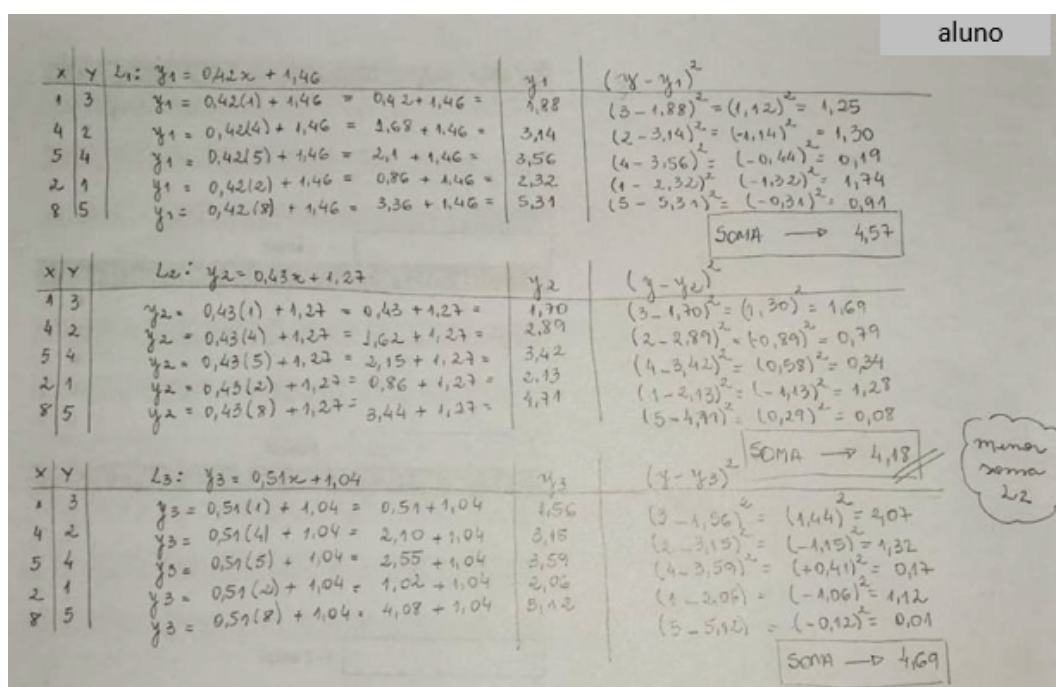 aluno
x y L1: y1 = 0,42x + 1,46 y1 (y - y1)²
1 3 y1 = 0,42(1) + 1,46 = 0,42 + 1,46 = 1,88 (3 - 1,88)² = (1,12)² = 1,25
4 2 y1 = 0,42(4) + 1,46 = 1,68 + 1,46 = 3,14 (2 - 3,14)² = (-1,14)² = 1,30
5 4 y1 = 0,42(5) + 1,46 = 2,1 + 1,46 = 3,56 (4 - 3,56)² = (-0,44)² = 0,19
2 1 y1 = 0,42(2) + 1,46 = 0,86 + 1,46 = 2,32 (1 - 2,32)² (-1,32)² = 1,74
8 5 y1 = 0,42(8) + 1,46 = 3,36 + 1,46 = 5,31 (5 - 5,31)² = (-0,31)² = 0,91
SOMA → 4,57
x y L2: y2 = 0,43x + 1,27 y2 (y - y2)²
1 3 y2 = 0,43(1) + 1,27 = 0,43 + 1,27 = 1,70 (3 - 1,70)² = (1,30)² = 1,69
4 2 y2 = 0,43(4) + 1,27 = 1,62 + 1,27 = 2,89 (2 - 2,89)² = (-0,89)² = 0,79
5 4 y2 = 0,43(5) + 1,27 = 2,15 + 1,27 = 3,42 (4 - 3,42)² = (0,58)² = 0,34
2 1 y2 = 0,43(2) + 1,27 = 0,86 + 1,27 = 2,13 (1 - 2,13)² = (-1,13)² = 1,28
8 5 y2 = 0,43(8) + 1,27 = 3,44 + 1,27 = 4,71 (5 - 4,71)² = (0,29)² = 0,08
SOMA → 4,18
menor
soma
L2
x y L3: y3 = 0,51x + 1,04 y3 (y - y3)²
1 3 y3 = 0,51(1) + 1,04 = 0,51 + 1,04 1,56 (3 - 1,56)² = (1,44)² = 2,07
4 2 y3 = 0,51(4) + 1,04 = 2,10 + 1,04 3,15 (2 - 3,15)² = (-1,15)² = 1,32
5 4 y3 = 0,51(5) + 1,04 = 2,55 + 1,04 3,59 (4 - 3,59)² = (+0,41)² = 0,17
2 1 y3 = 0,51(2) + 1,04 = 1,02 + 1,04 2,06 (1 - 2,06) = (-1,06)² = 1,12
8 5 y3 = 0,51(8) + 1,04 = 4,08 + 1,04 5,12 (5 - 5,12) = (-0,12)² = 0,01
SOMA → 4,69